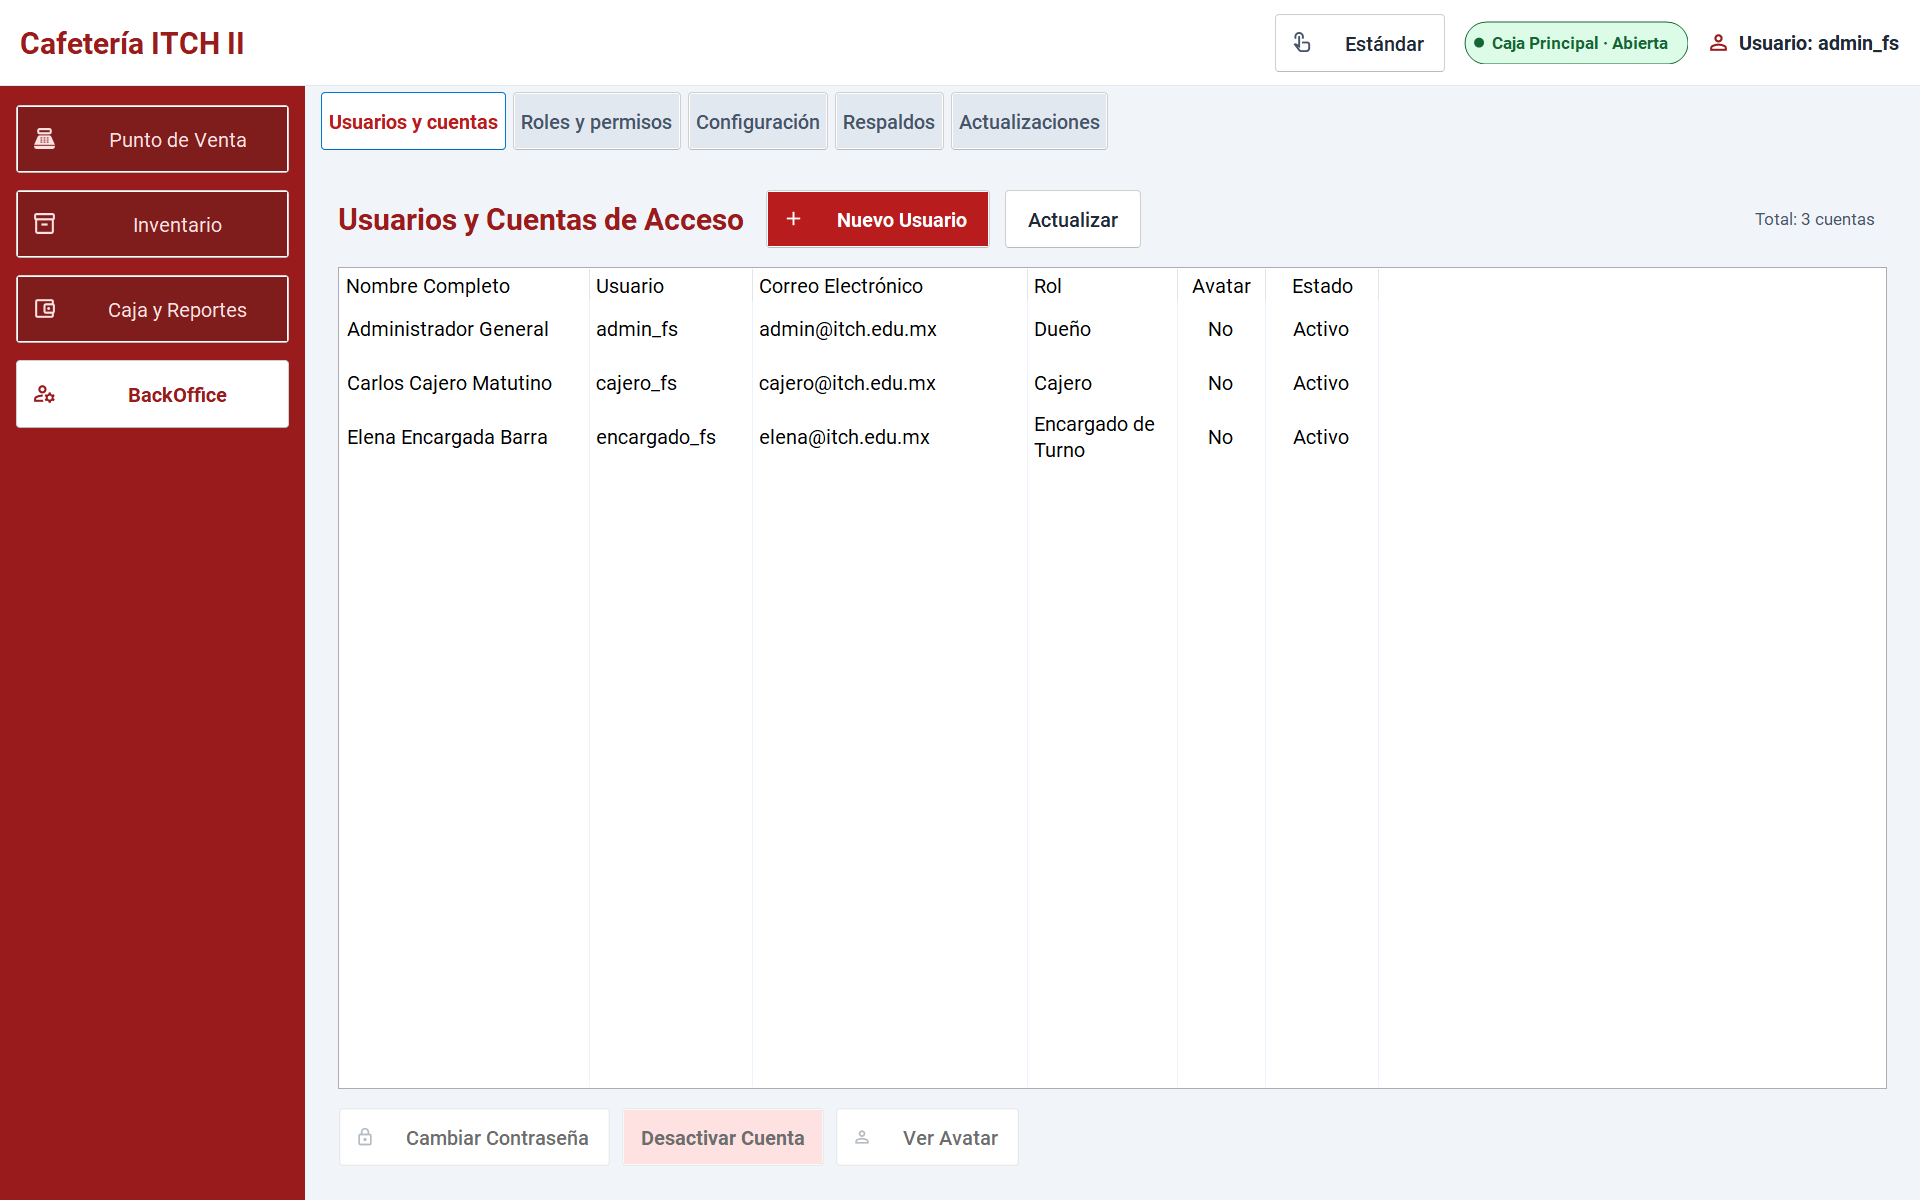 Cafetería ITCH II
Estándar
Caja Principal · Abierta
Usuario: admin_fs
Punto de Venta
Inventario
Caja y Reportes
BackOffice
Usuarios y cuentas
Roles y permisos
Configuración
Respaldos
Actualizaciones
Usuarios y Cuentas de Acceso
+ Nuevo Usuario
Actualizar
Total: 3 cuentas
Nombre Completo Usuario Correo Electrónico Rol Avatar Estado
Administrador General admin_fs admin@itch.edu.mx Dueño No Activo
Carlos Cajero Matutino cajero_fs cajero@itch.edu.mx Cajero No Activo
Elena Encargada Barra encargado_fs elena@itch.edu.mx Encargado de Turno No Activo
Cambiar Contraseña
Desactivar Cuenta
Ver Avatar